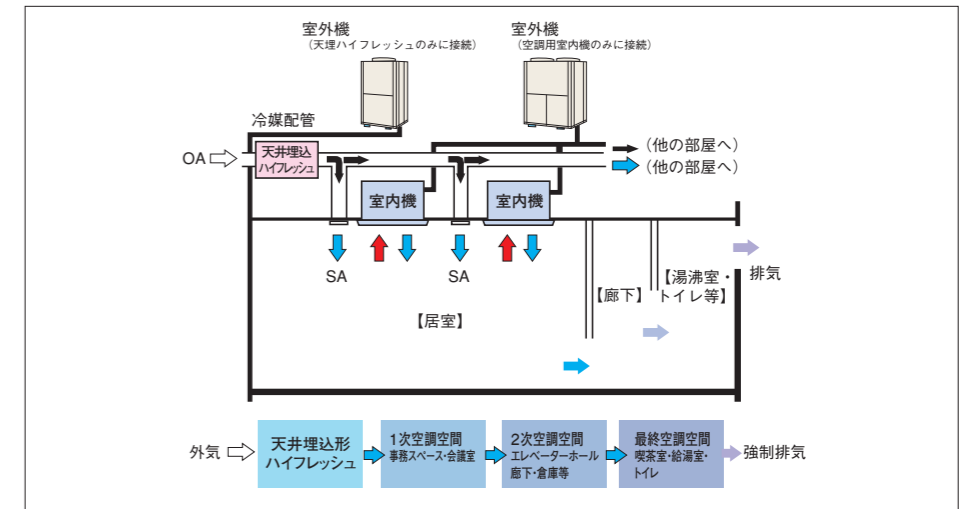 室外機
（天埋ハイフレッシュのみに接続）
室外機
（空調用室内機のみに接続）
冷媒配管
OA
天井埋込
ハイフレッシュ
（他の部屋へ）
（他の部屋へ）
室内機
室内機
SA
SA
【居室】
【廊下】
【湯沸室・
トイレ等】
排気
外気
天井埋込形
ハイフレッシュ
1次空調空間
事務スペース・会議室
2次空調空間
エレベーターホール
廊下・倉庫等
最終空調空間
喫茶室・給湯室・
トイレ
強制排気